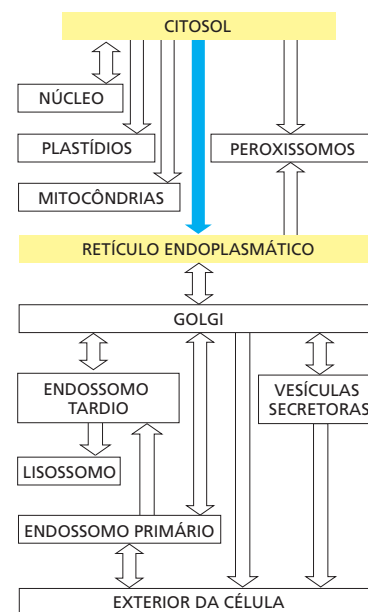 CITOSOL
NÚCLEO
PLASTÍDIOS
PEROXISSOMOS
MITOCÔNDRIAS
RETÍCULO ENDOPLASMÁTICO
GOLGI
ENDOSSOMO
TARDIO
VESÍCULAS
SECRETORAS
LISOSSOMO
ENDOSSOMO PRIMÁRIO
EXTERIOR DA CÉLULA